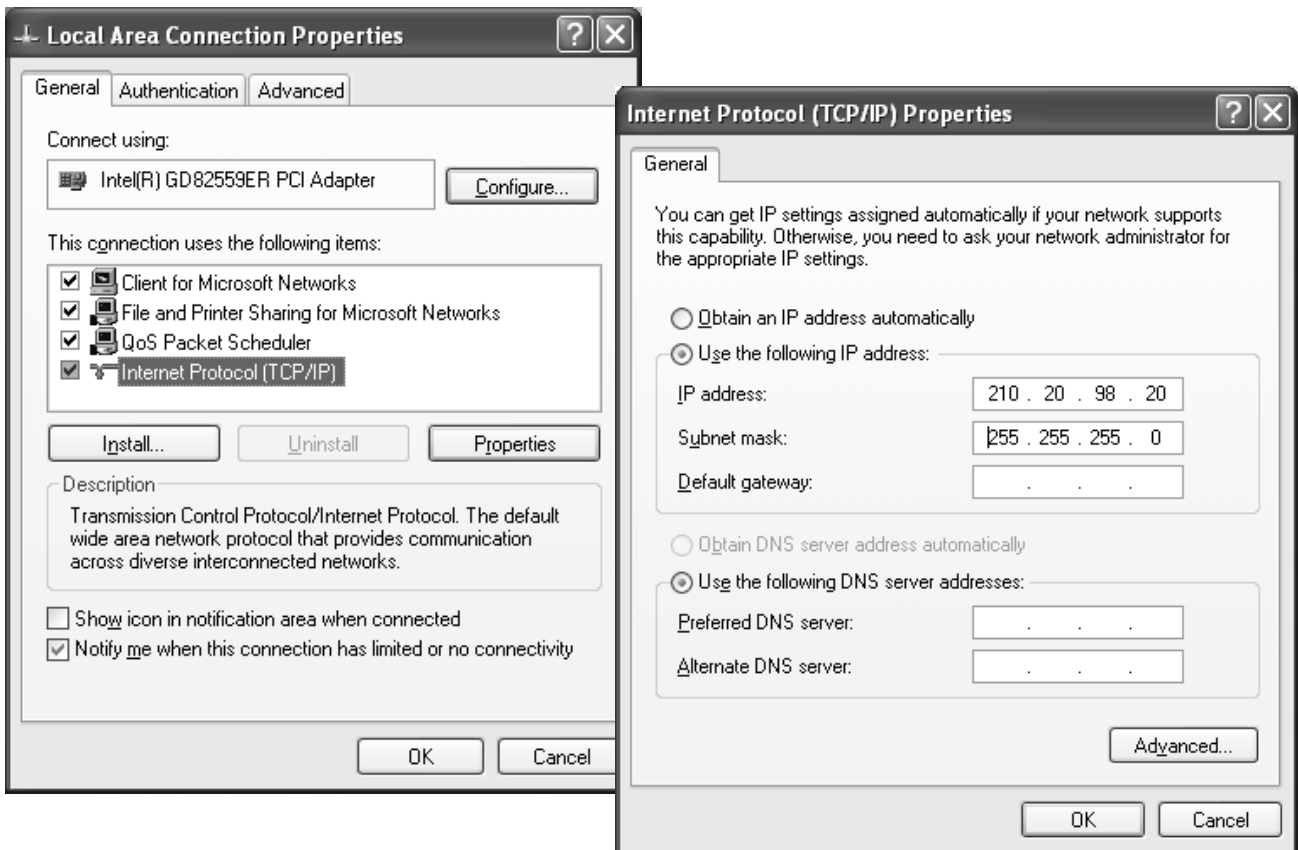 Local Area Connection Properties
General
Authentication
Advanced
Connect using:
Intel(R) GD82559ER PCI Adapter
Configure...
This connection uses the following items:
Client for Microsoft Networks
File and Printer Sharing for Microsoft Networks
QoS Packet Scheduler
Internet Protocol (TCP/IP)
Install...
Uninstall
Properties
Description
Transmission Control Protocol/Internet Protocol. The default
wide area network protocol that provides communication
across diverse interconnected networks.
Show icon in notification area when connected
Notify me when this connection has limited or no connectivity
OK
Cancel
Internet Protocol (TCP/IP) Properties
General
You can get IP settings assigned automatically if your network supports
this capability. Otherwise, you need to ask your network administrator for
the appropriate IP settings.
Obtain an IP address automatically
Use the following IP address:
IP address: 210 . 20 . 98 . 20
Subnet mask: 255 . 255 . 255 . 0
Default gateway: . . .
Obtain DNS server address automatically
Use the following DNS server addresses:
Preferred DNS server: . . .
Alternate DNS server: . . .
Advanced...
OK
Cancel